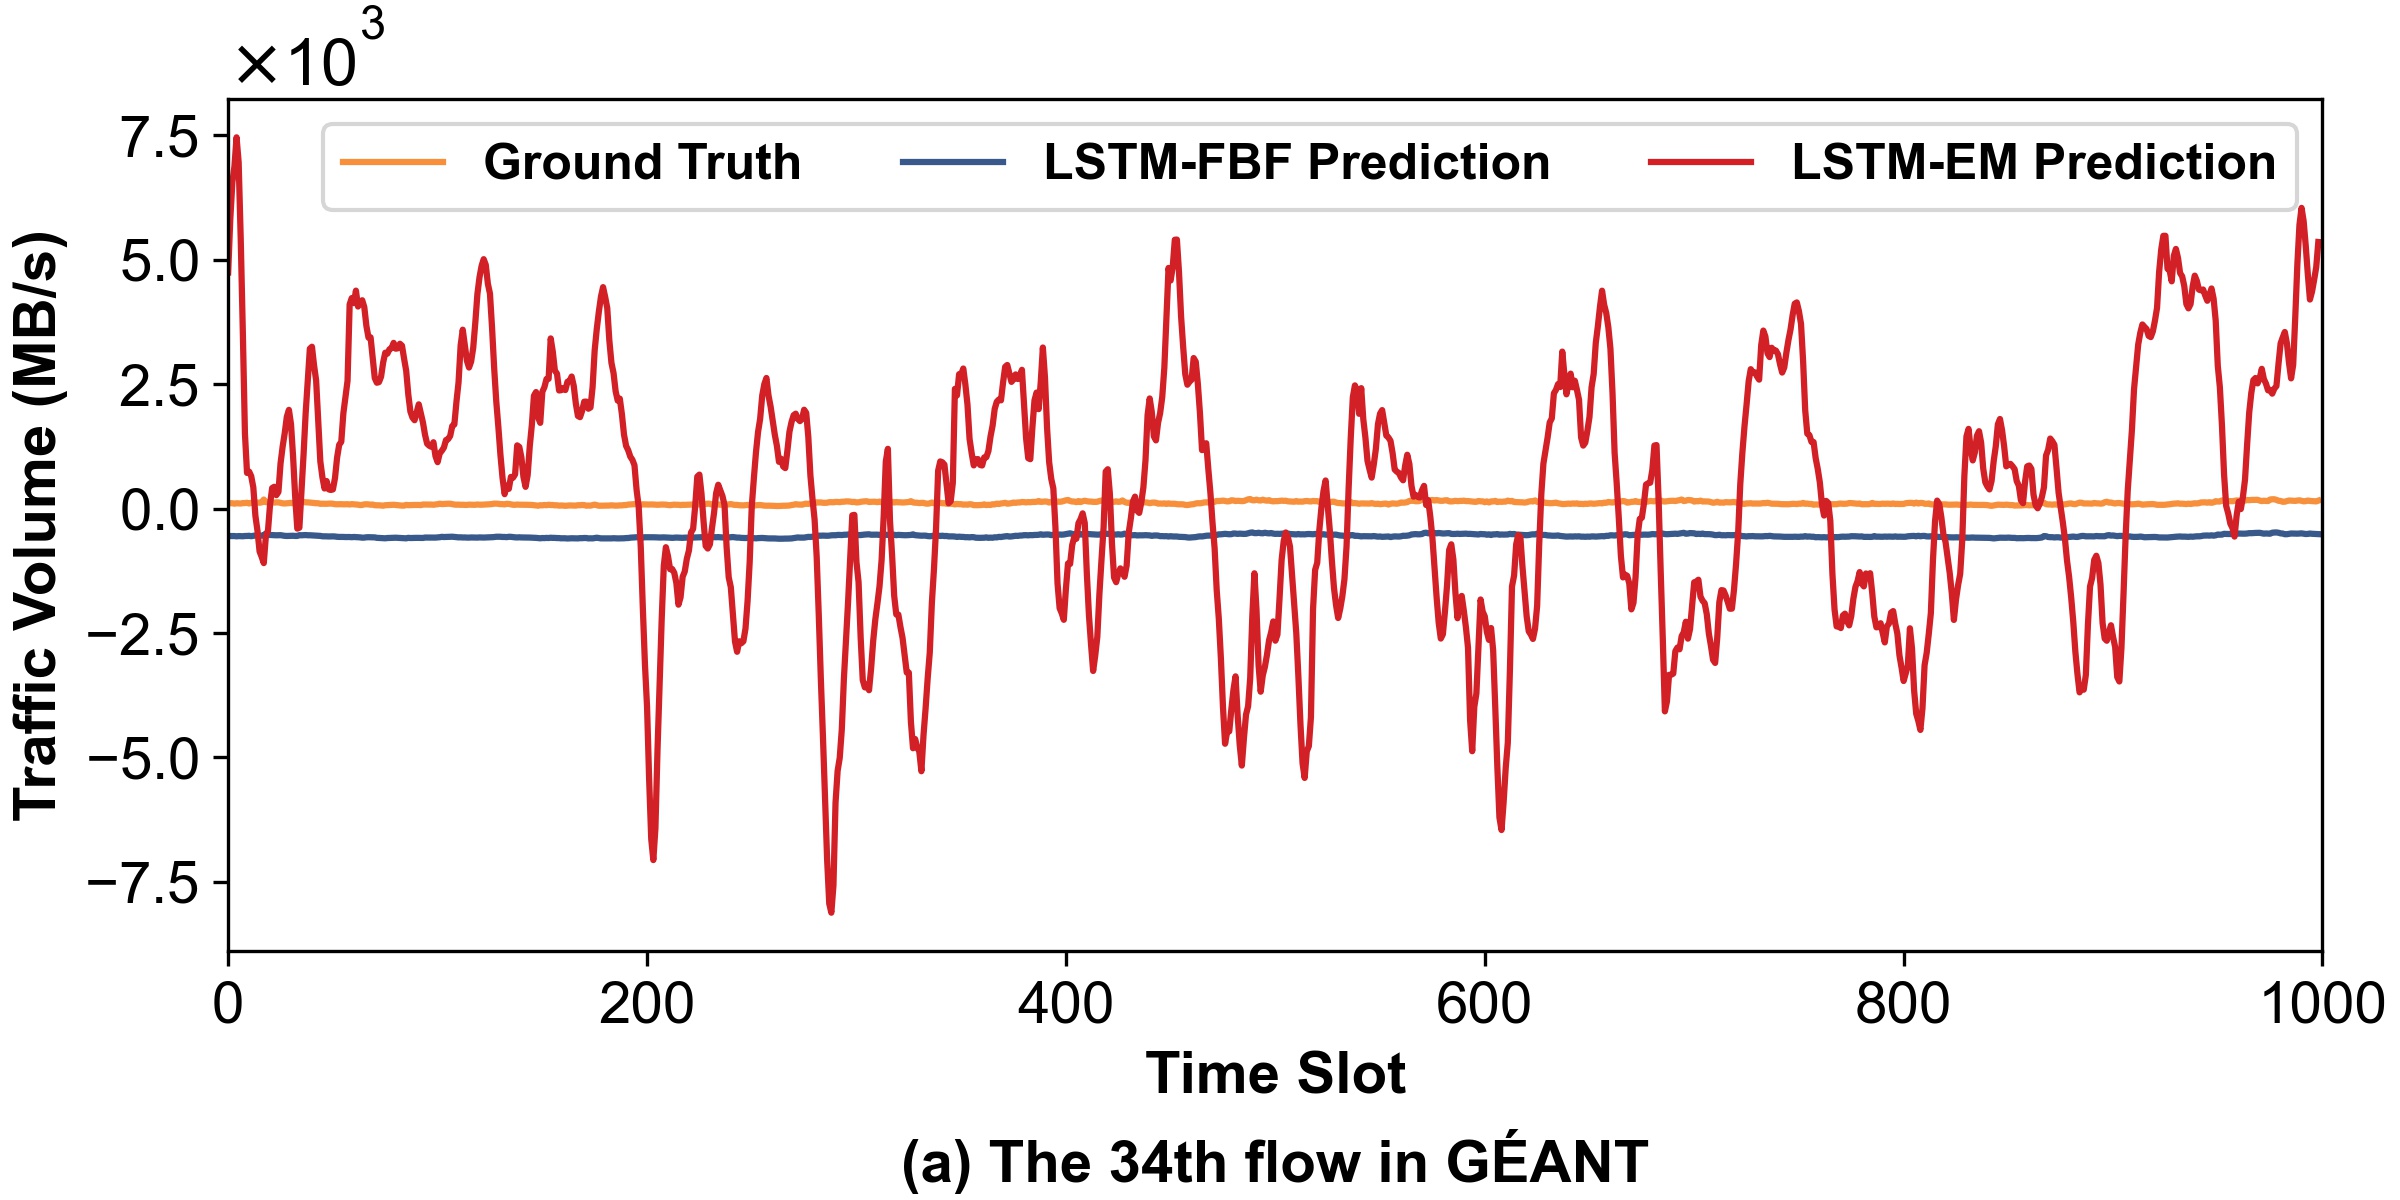 ×10³
7.5
5.0
2.5
0.0
−2.5
−5.0
−7.5
Traffic Volume (MB/s)
Ground Truth LSTM-FBF Prediction LSTM-EM Prediction
0 200 400 600 800 1000
Time Slot
(a) The 34th flow in GÉANT